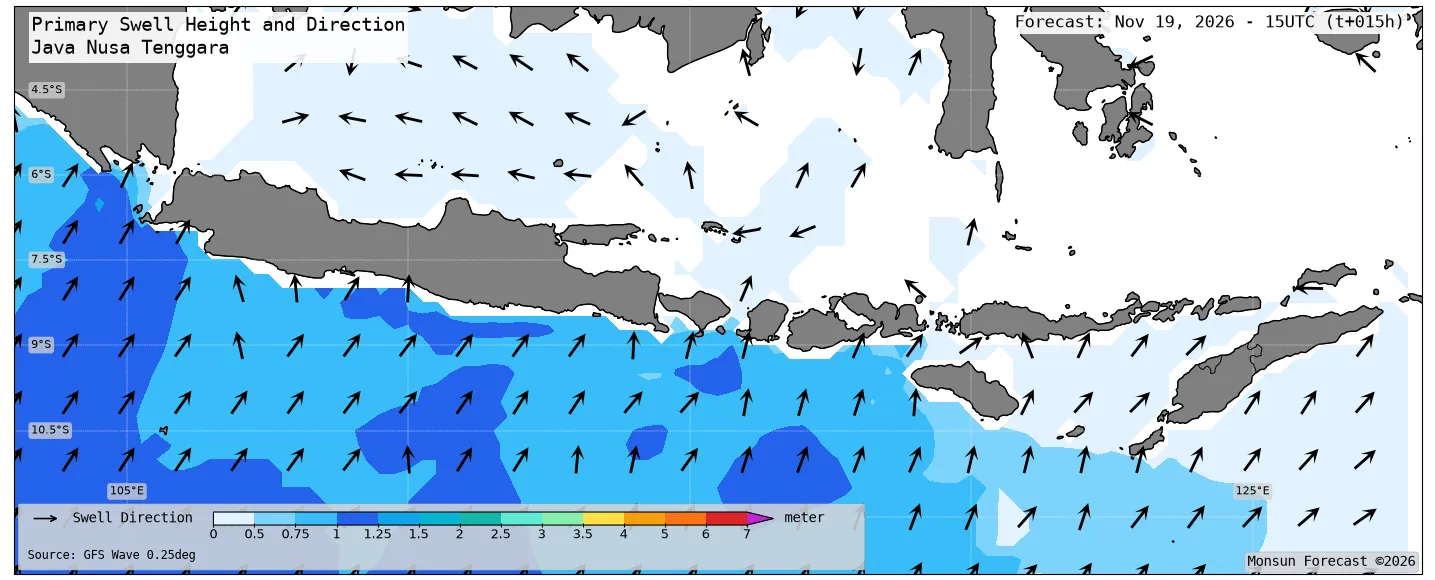 Primary Swell Height and Direction
Java Nusa Tenggara
Forecast: Nov 19, 2026 - 15UTC (t+015h)
4.5°S
6°S
7.5°S
9°S
10.5°S
105°E
125°E
Swell Direction
0 0.5 0.75 1 1.25 1.5 2 2.5 3 3.5 4 5 6 7
meter
Source: GFS Wave 0.25deg
Monsun Forecast ©2026